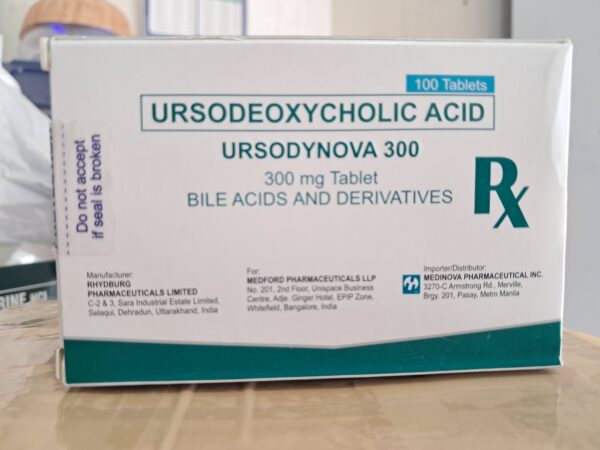 100 Tablets
URSODEOXYCHOLIC ACID
URSODYNOVA 300
300 mg Tablet
BILE ACIDS AND DERIVATIVES
Rx
Do not accept
if seal is broken
Manufacturer:
RHYDBURG
PHARMACEUTICALS LIMITED
C-2 & 3, Sara Industrial Estate Limited,
Selaqui, Dehradun, Uttarakhand, India
For:
MEDFORD PHARMACEUTICALS LLP
No. 201, 2nd Floor, Unispace Business
Centre, Adje. Ginger Hotel, EPIP Zone,
Whitefield, Bangalore, India
Importer/Distributor:
MEDINOVA PHARMACEUTICAL INC.
3270-C Armstrong Rd., Merville,
Brgy. 201, Pasay, Metro Manila